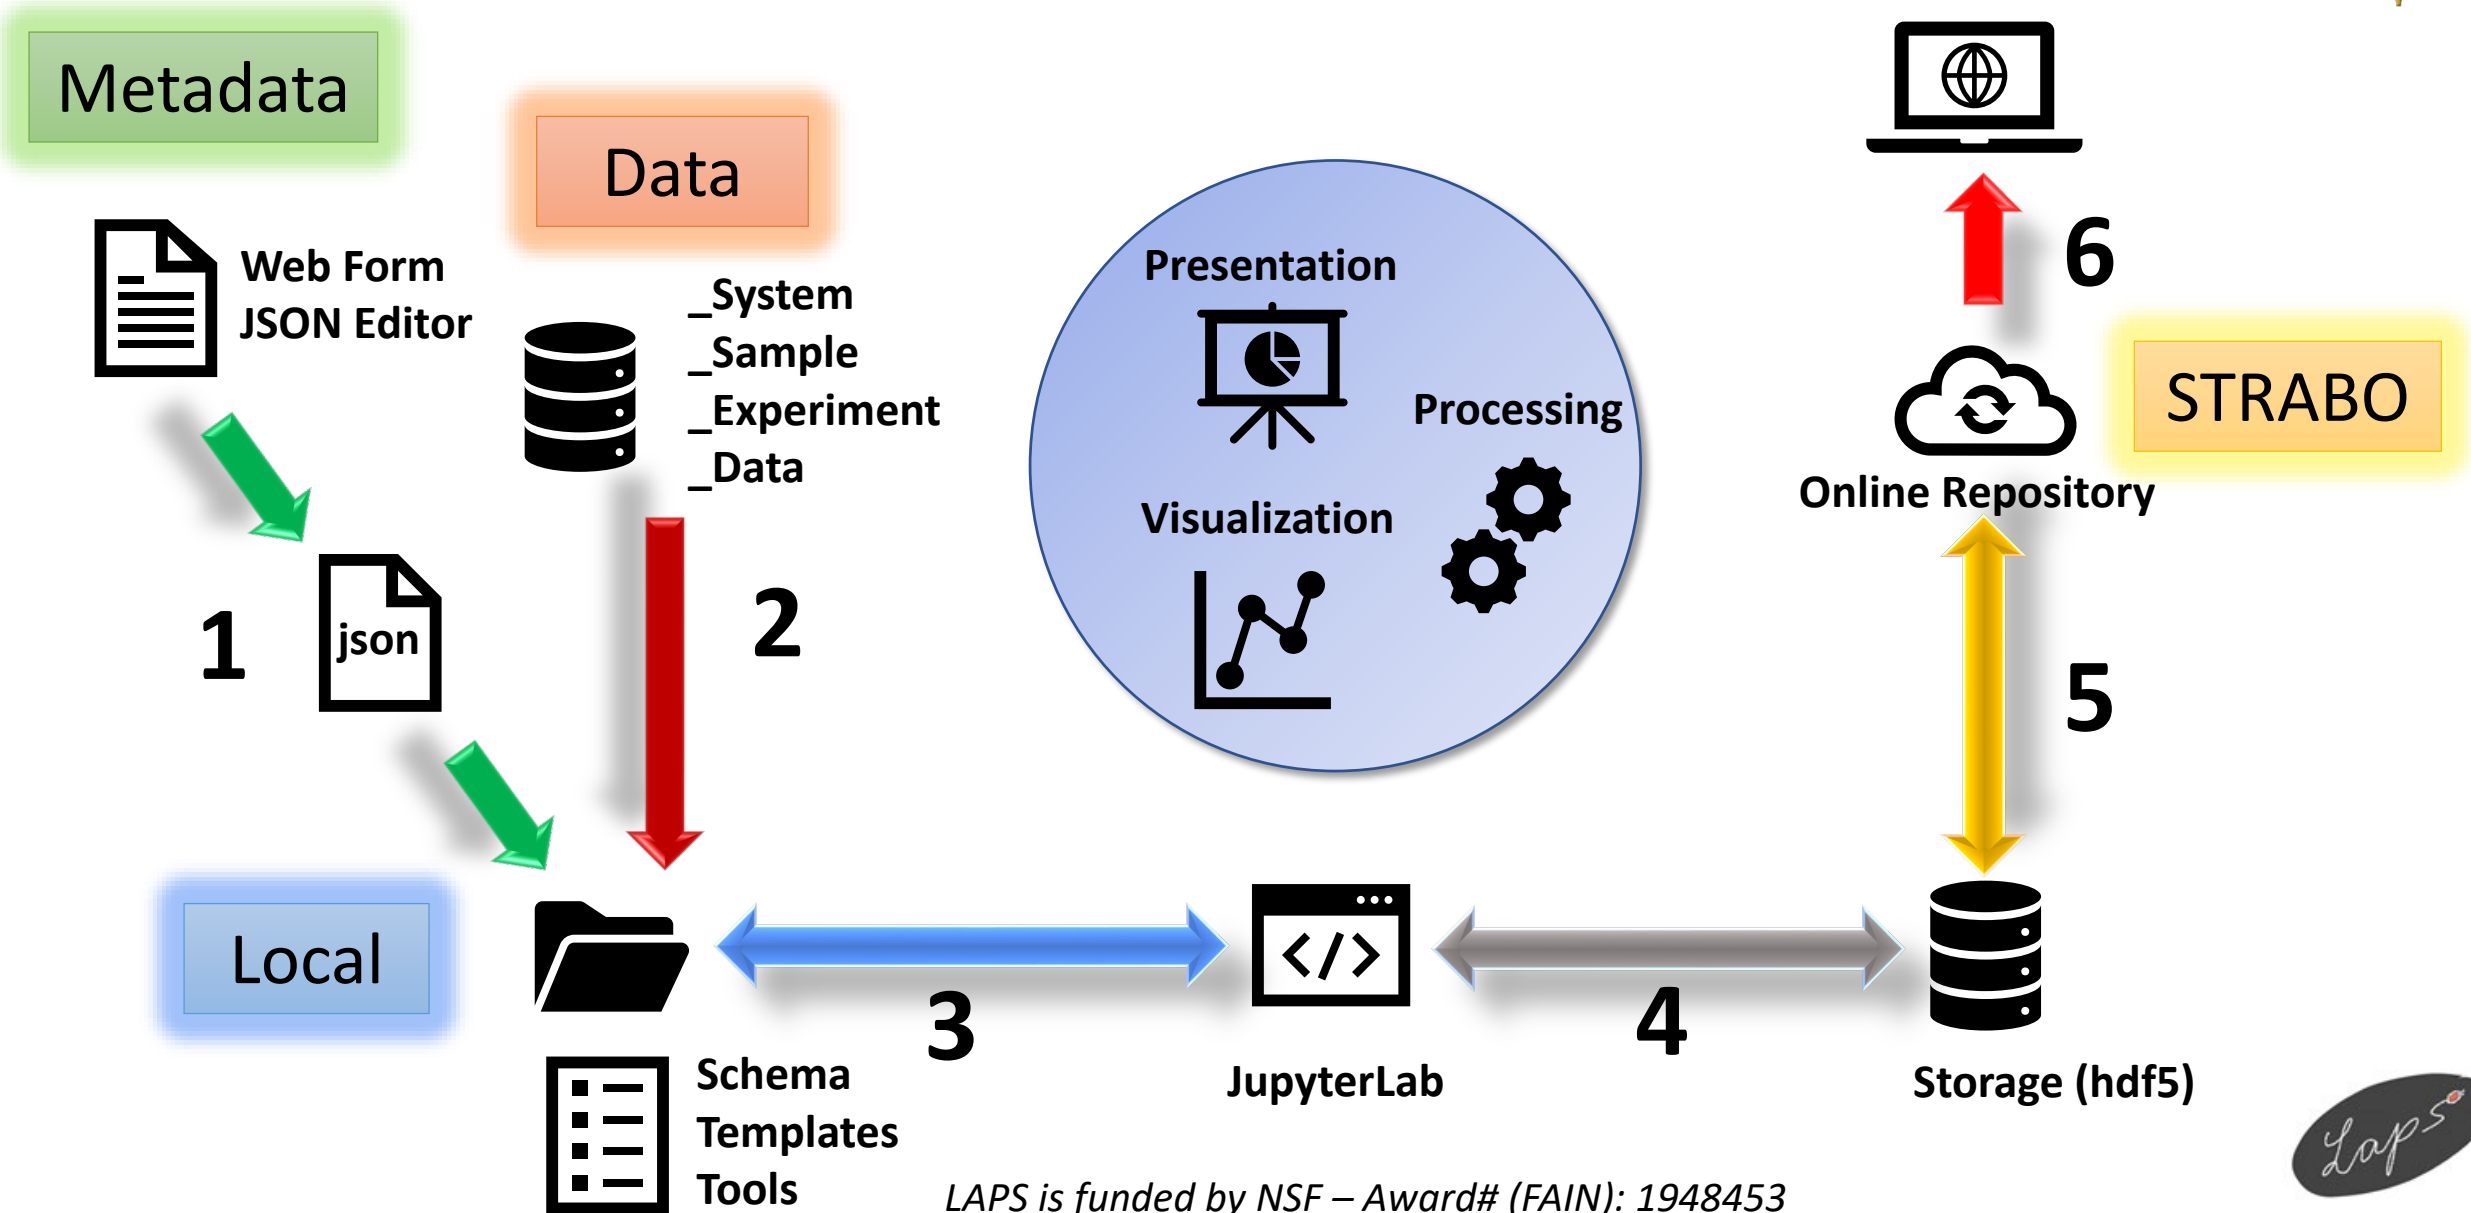 Metadata
Data
Web Form
JSON Editor
_System
_Sample
_Experiment
_Data
1
json
2
Presentation
Processing
Visualization
6
STRABO
Online Repository
5
Local
3
4
Schema
Templates
Tools
JupyterLab
Storage (hdf5)
Laps
LAPS is funded by NSF – Award# (FAIN): 1948453